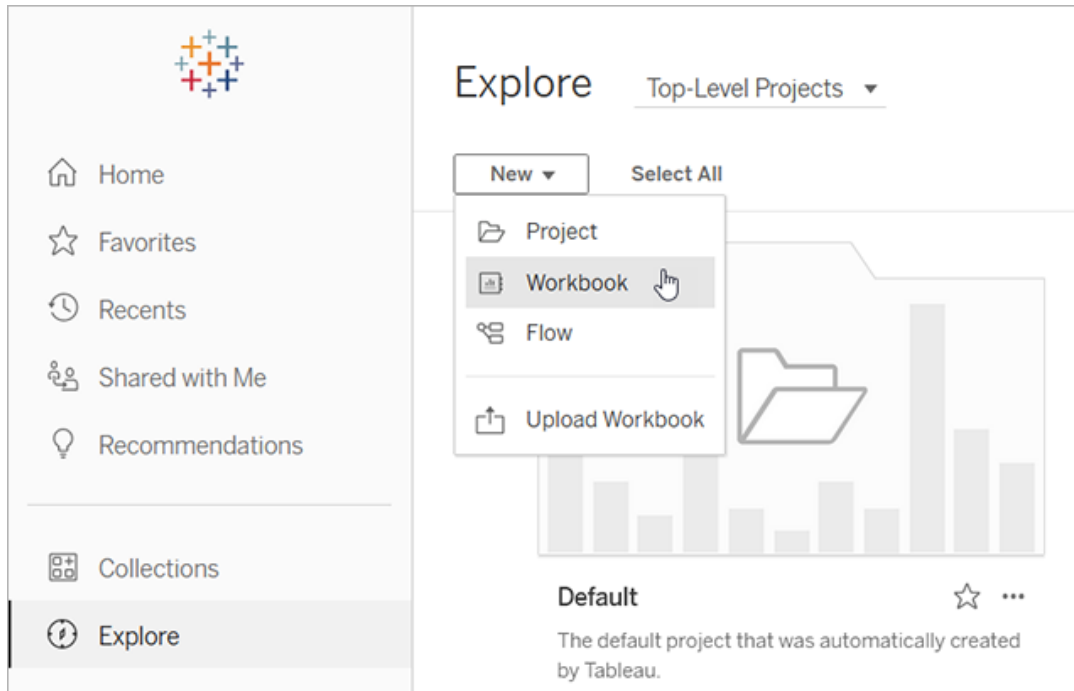 Home
Favorites
Recents
Shared with Me
Recommendations
Collections
Explore
Explore Top-Level Projects
New Select All
Project
Workbook
Flow
Upload Workbook
Default
The default project that was automatically created
by Tableau.